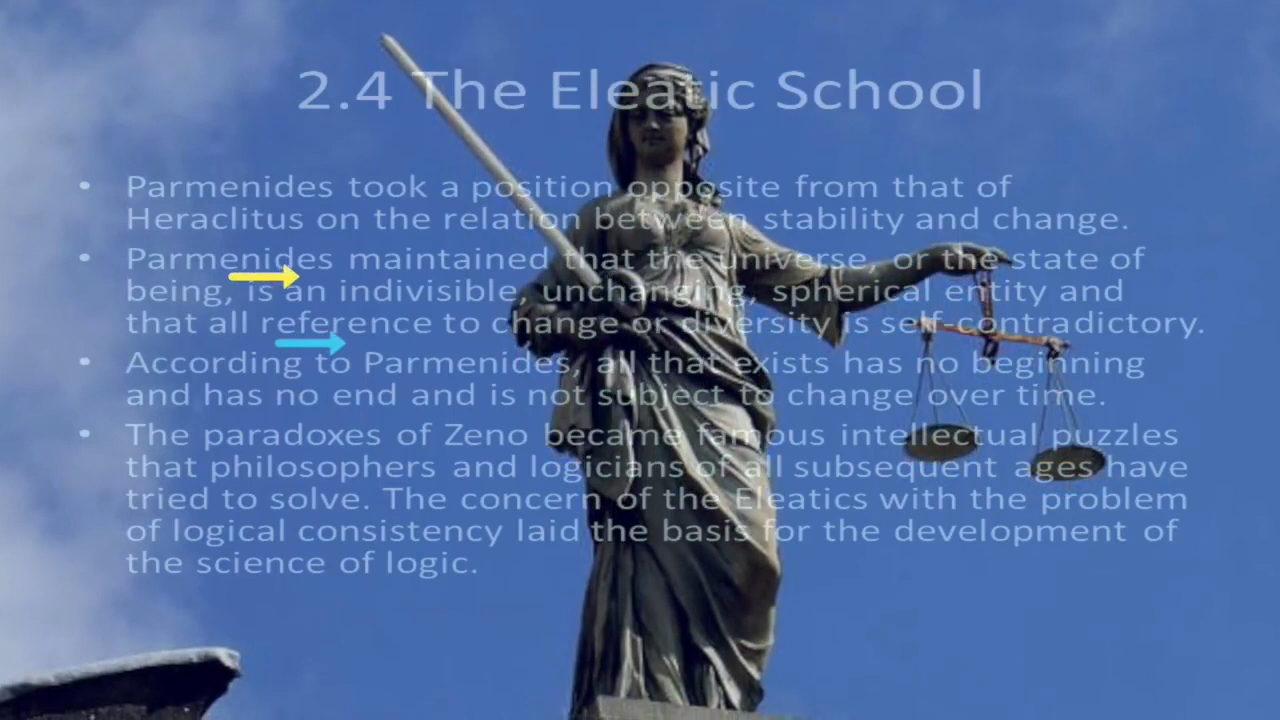 2.4 The Eleatic School
• Parmenides took a position opposite from that of
Heraclitus on the relation between stability and change.
• Parmenides maintained that the universe, or the state of
being, is an indivisible, unchanging, spherical entity and
that all reference to change or diversity is self-contradictory.
• According to Parmenides, all that exists has no beginning
and has no end and is not subject to change over time.
• The paradoxes of Zeno became famous intellectual puzzles
that philosophers and logicians of all subsequent ages have
tried to solve. The concern of the Eleatics with the problem
of logical consistency laid the basis for the development of
the science of logic.